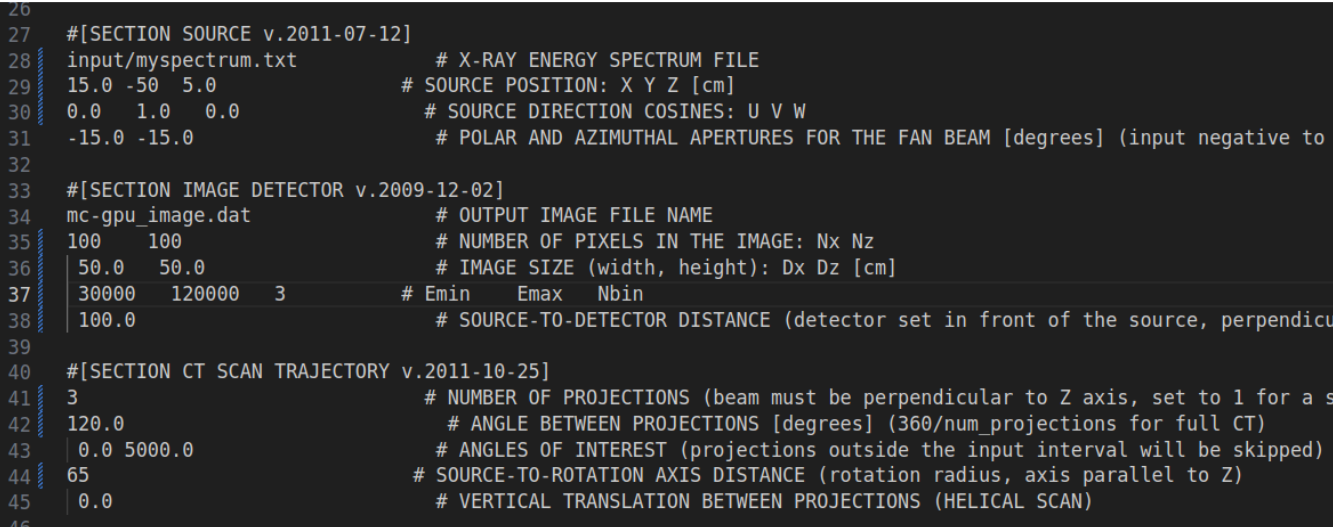 26
27 #[SECTION SOURCE v.2011-07-12]
28 input/myspectrum.txt # X-RAY ENERGY SPECTRUM FILE
29 15.0 -50 5.0 # SOURCE POSITION: X Y Z [cm]
30 0.0 1.0 0.0 # SOURCE DIRECTION COSINES: U V W
31 -15.0 -15.0 # POLAR AND AZIMUTHAL APERTURES FOR THE FAN BEAM [degrees] (input negative to
32
33 #[SECTION IMAGE DETECTOR v.2009-12-02]
34 mc-gpu_image.dat # OUTPUT IMAGE FILE NAME
35 100 100 # NUMBER OF PIXELS IN THE IMAGE: Nx Nz
36 50.0 50.0 # IMAGE SIZE (width, height): Dx Dz [cm]
37 30000 120000 3 # Emin Emax Nbin
38 100.0 # SOURCE-TO-DETECTOR DISTANCE (detector set in front of the source, perpendicu
39
40 #[SECTION CT SCAN TRAJECTORY v.2011-10-25]
41 3 # NUMBER OF PROJECTIONS (beam must be perpendicular to Z axis, set to 1 for a s
42 120.0 # ANGLE BETWEEN PROJECTIONS [degrees] (360/num_projections for full CT)
43 0.0 5000.0 # ANGLES OF INTEREST (projections outside the input interval will be skipped)
44 65 # SOURCE-TO-ROTATION AXIS DISTANCE (rotation radius, axis parallel to Z)
45 0.0 # VERTICAL TRANSLATION BETWEEN PROJECTIONS (HELICAL SCAN)
46